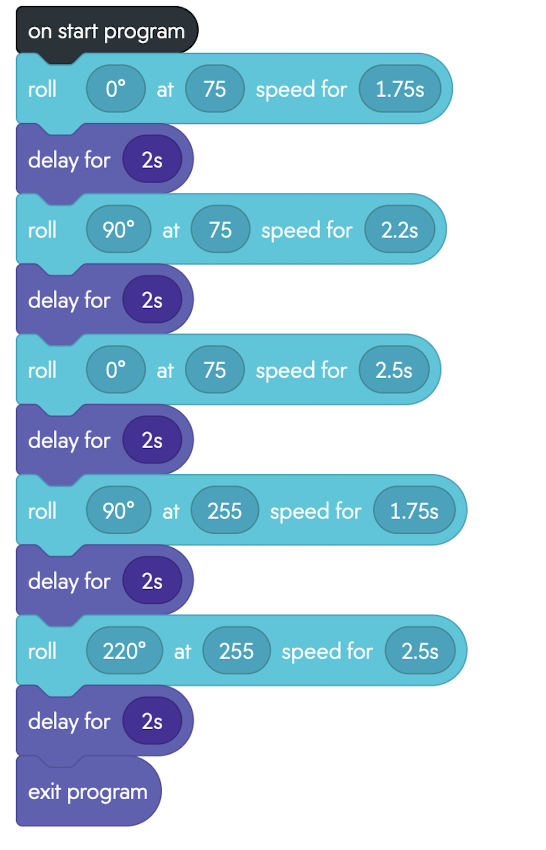 on start program
roll 0° at 75 speed for 1.75s
delay for 2s
roll 90° at 75 speed for 2.2s
delay for 2s
roll 0° at 75 speed for 2.5s
delay for 2s
roll 90° at 255 speed for 1.75s
delay for 2s
roll 220° at 255 speed for 2.5s
delay for 2s
exit program